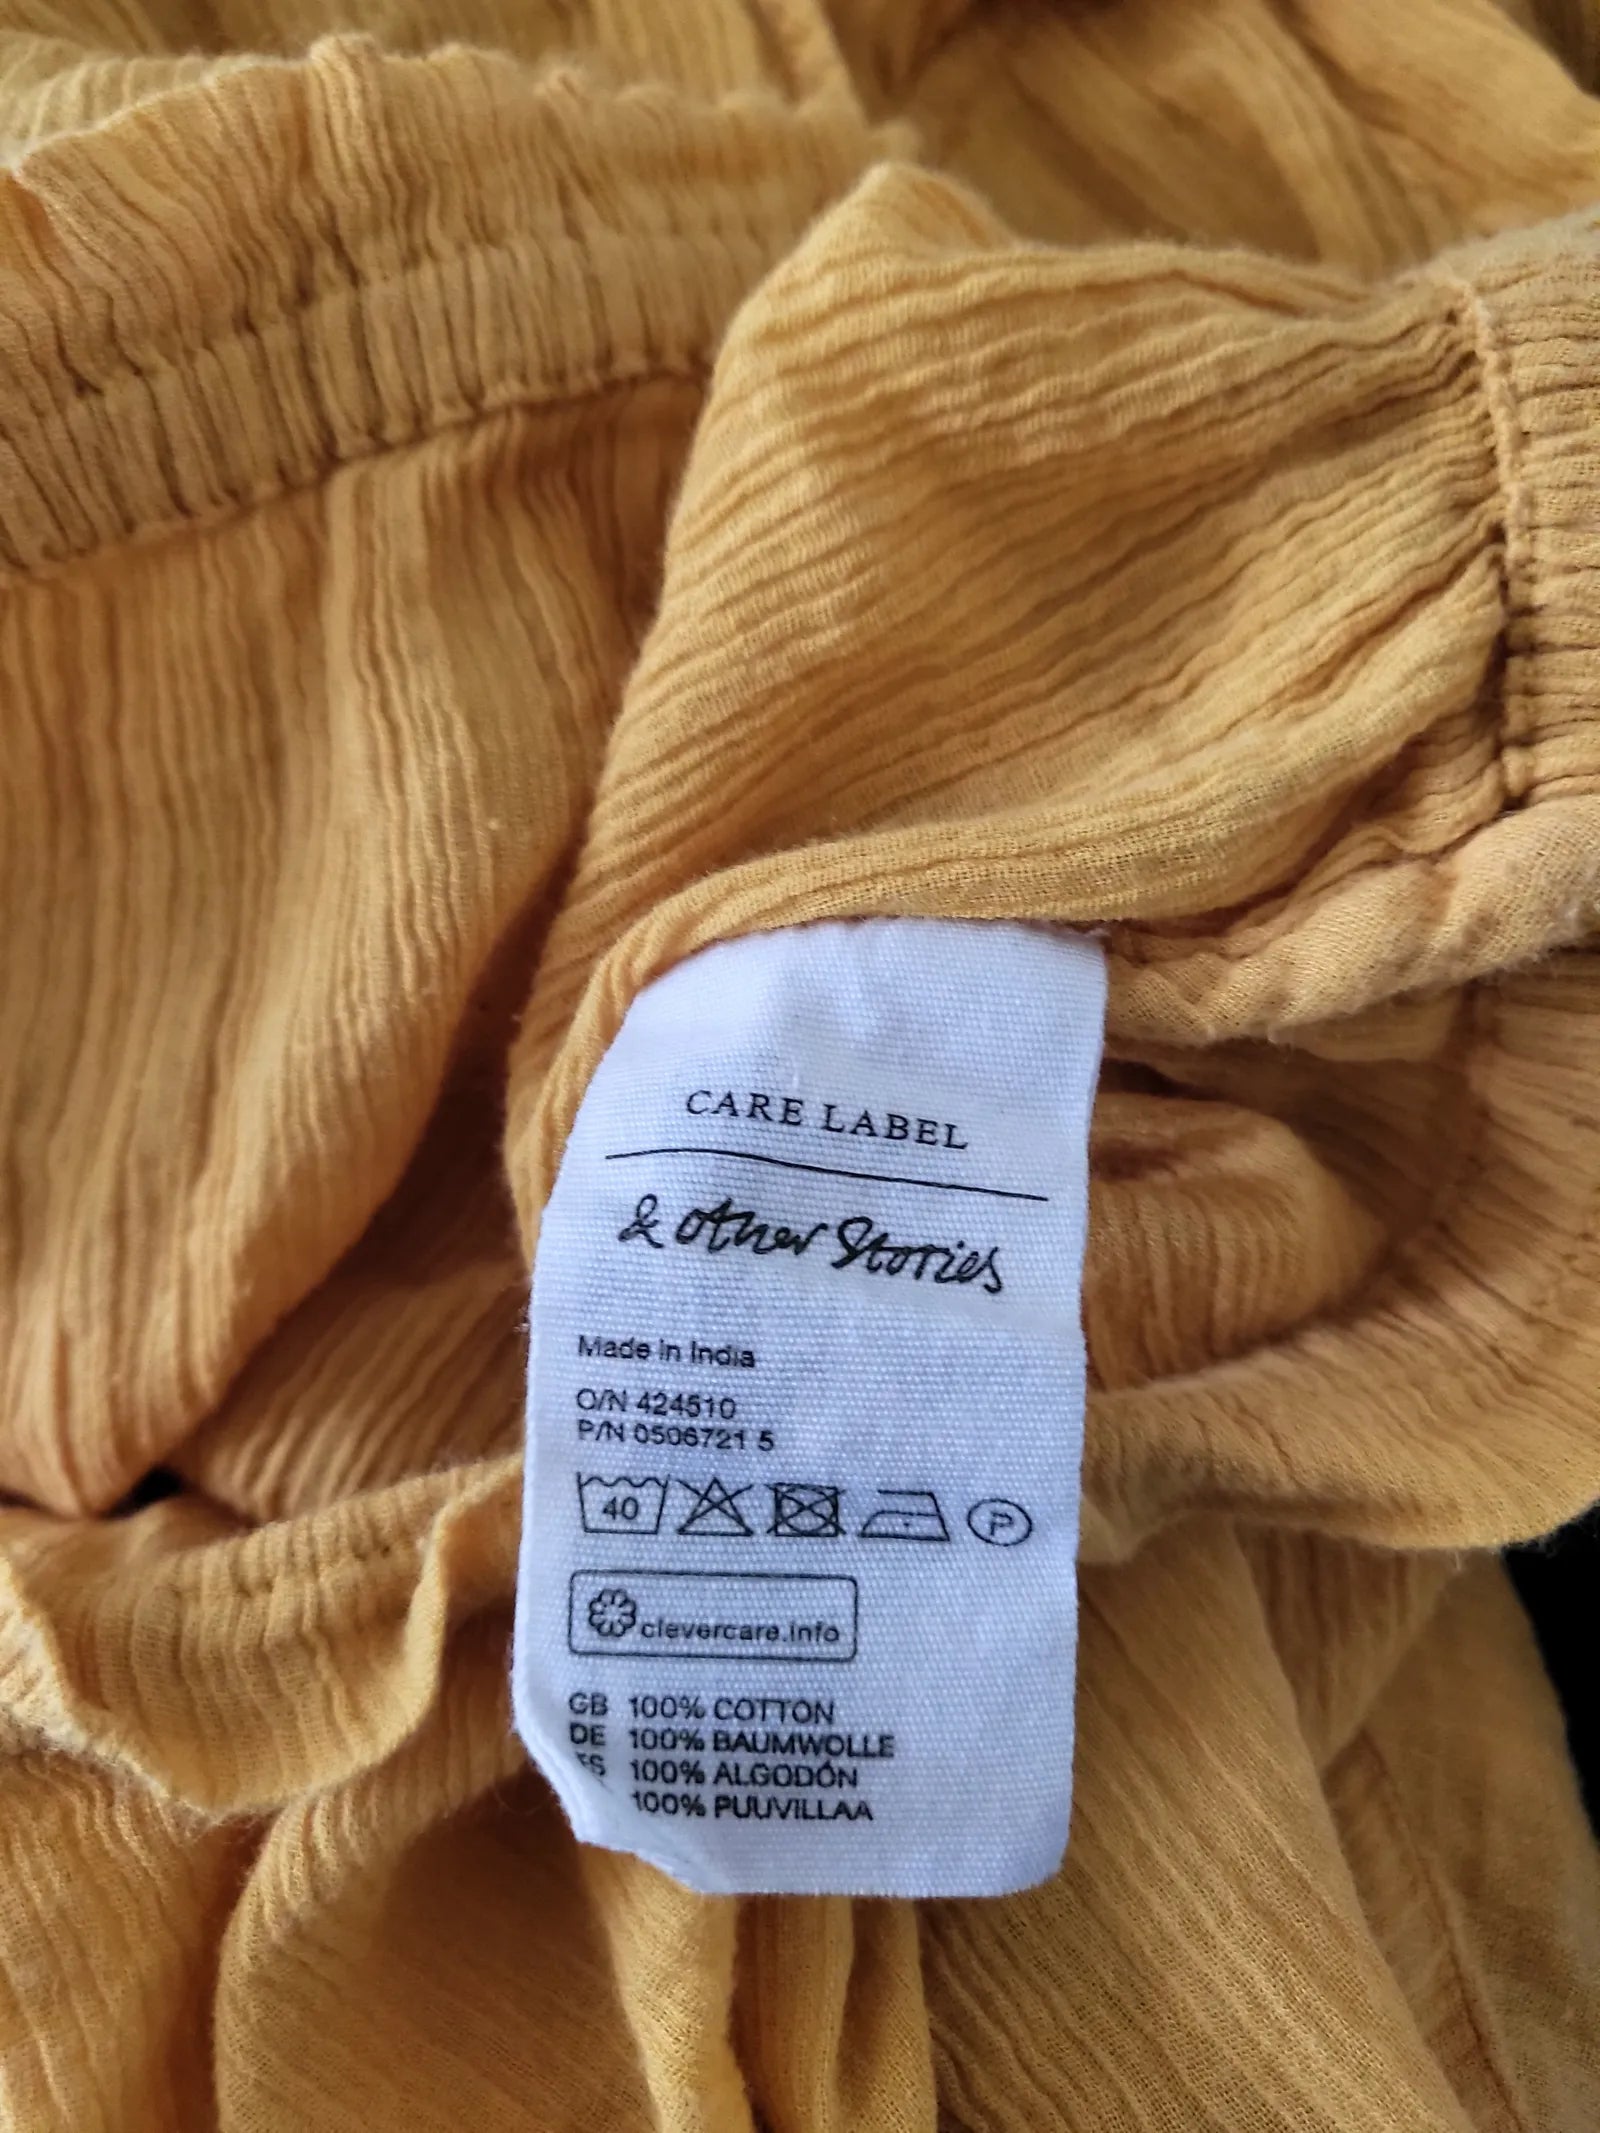 CARE LABEL
& other Stories
Made in India
O/N 424510
P/N 0506721 5
40
P
clevercare.info
GB 100% COTTON
DE 100% BAUMWOLLE
ES 100% ALGODÓN
100% PUUVILLAA